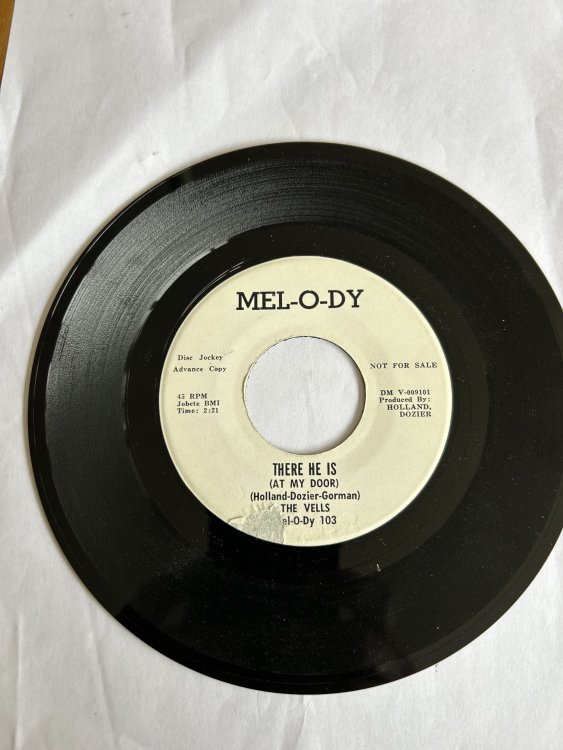 MEL-O-DY
Disc Jockey
Advance Copy
NOT FOR SALE
45 RPM
Jobete BMI
Time: 2:21
DM V-009101
Produced By:
HOLLAND,
DOZIER
THERE HE IS
(AT MY DOOR)
(Holland-Dozier-Gorman)
THE VELLS
el-O-Dy 103